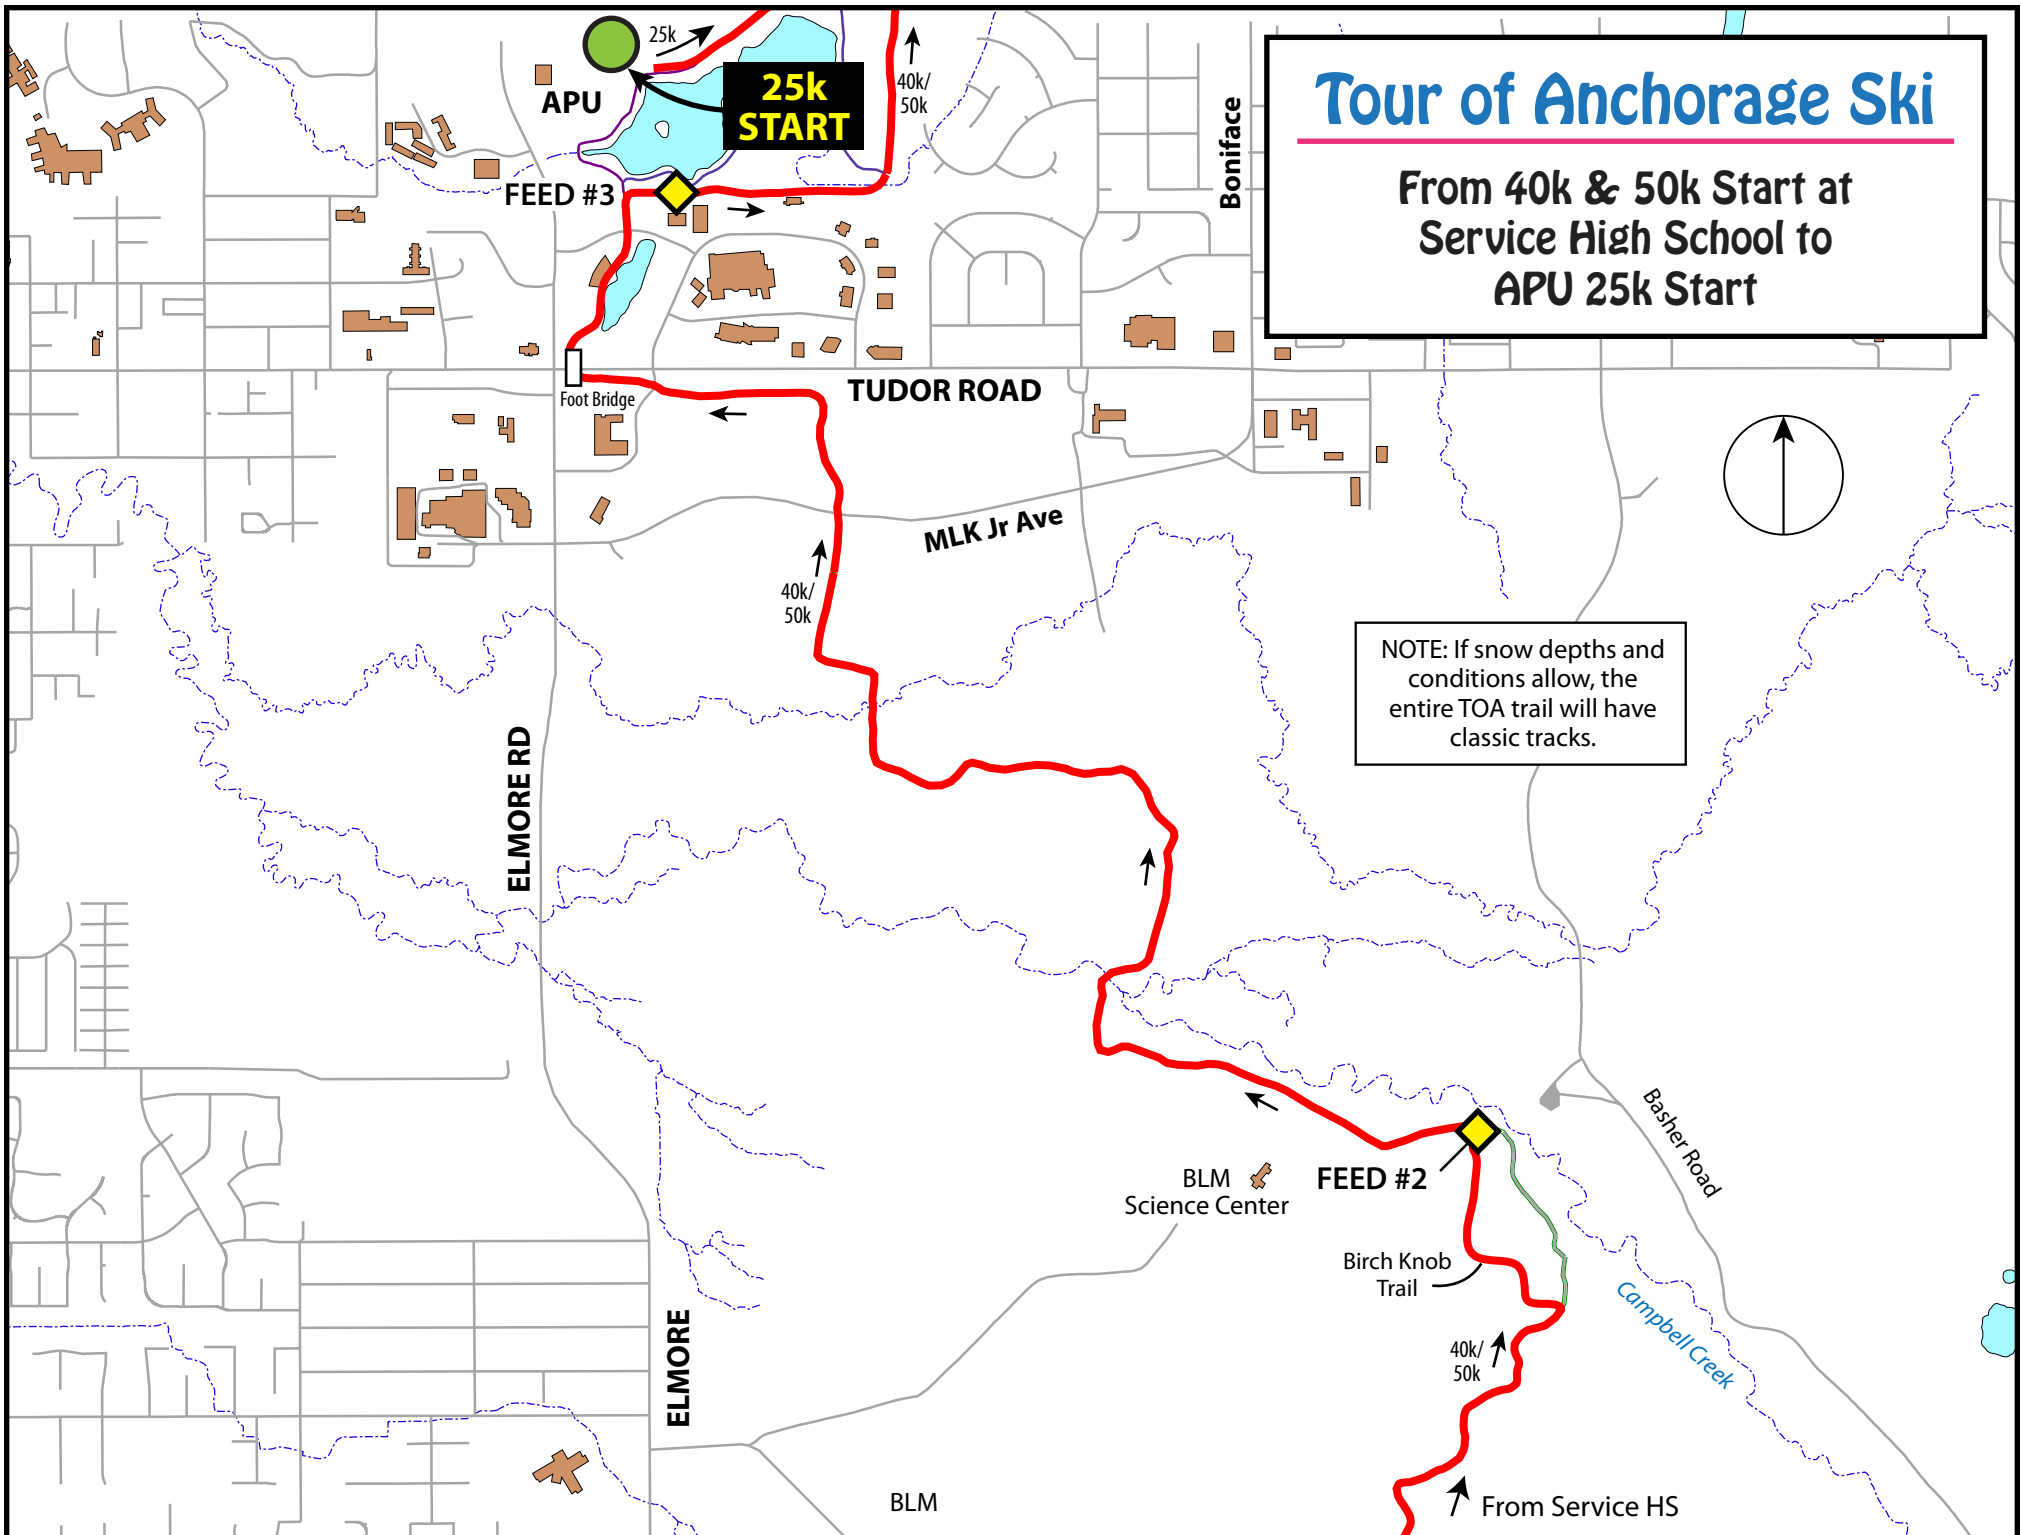 25k
APU
25k
START
40k/
50k
Boniface
Tour of Anchorage Ski
From 40k & 50k Start at
Service High School to
APU 25k Start
FEED #3
Foot Bridge
TUDOR ROAD
MLK Jr Ave
40k/
50k
NOTE: If snow depths and
conditions allow, the
entire TOA trail will have
classic tracks.
ELMORE RD
Basher Road
BLM
Science Center
FEED #2
Birch Knob
Trail
Campbell Creek
40k/
50k
ELMORE
BLM
From Service HS